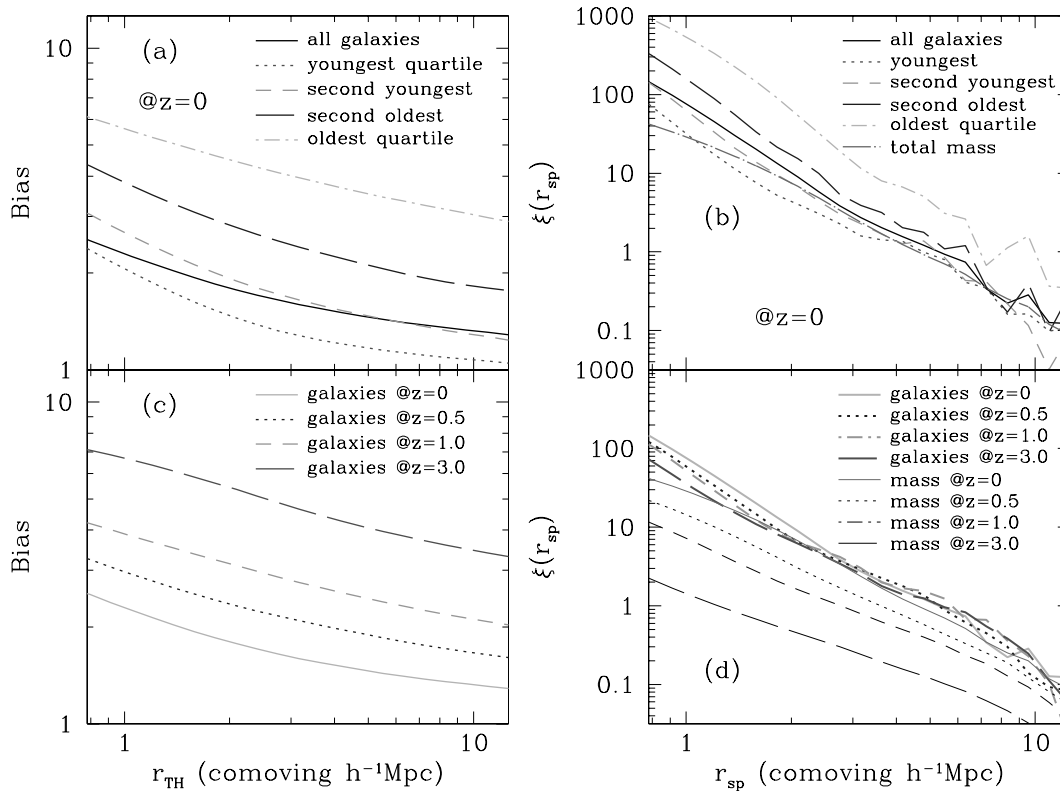 (a)
@z=0
all galaxies
youngest quartile
second youngest
second oldest
oldest quartile
Bias
10
1
(b)
@z=0
all galaxies
youngest
second youngest
second oldest
oldest quartile
total mass
ξ(r_sp)
1000
100
10
1
0.1
(c)
galaxies @z=0
galaxies @z=0.5
galaxies @z=1.0
galaxies @z=3.0
Bias
10
1
1
10
r_TH (comoving h⁻¹Mpc)
(d)
galaxies @z=0
galaxies @z=0.5
galaxies @z=1.0
galaxies @z=3.0
mass @z=0
mass @z=0.5
mass @z=1.0
mass @z=3.0
ξ(r_sp)
1000
100
10
1
0.1
1
10
r_sp (comoving h⁻¹Mpc)